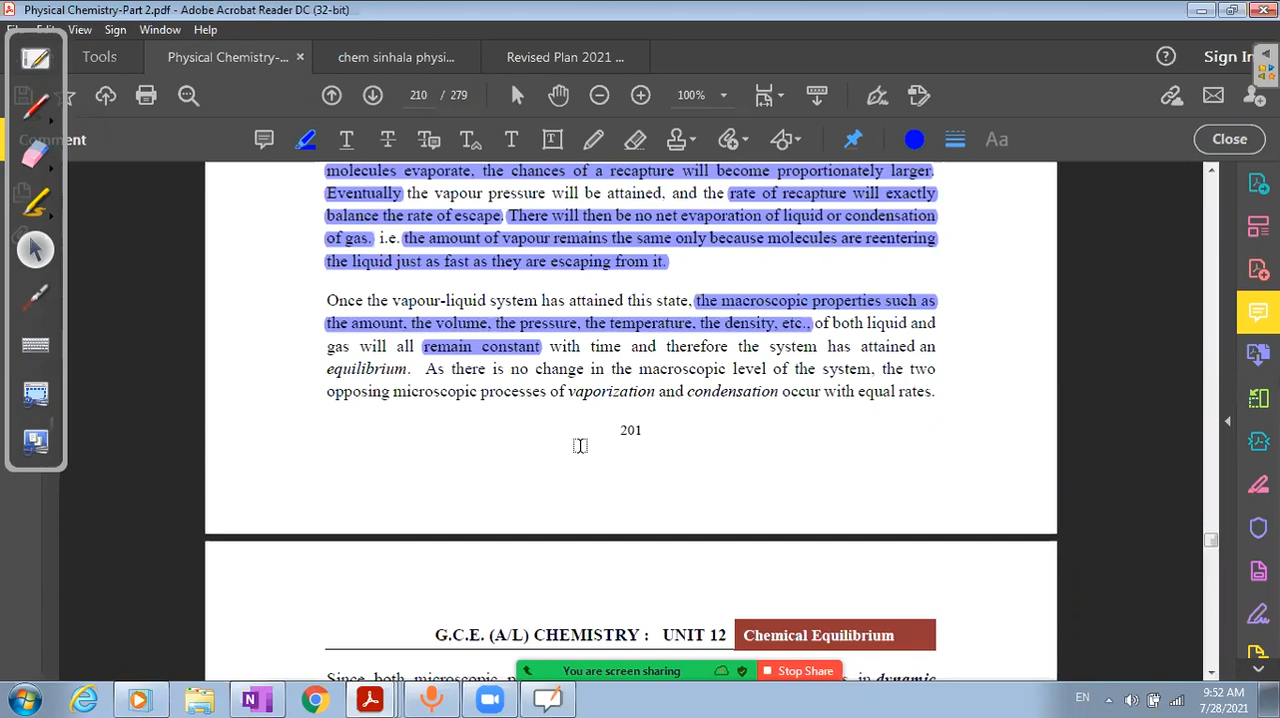 Physical Chemistry-Part 2.pdf - Adobe Acrobat Reader DC (32-bit)
View Sign Window Help
Tools Physical Chemistry-... × chem sinhala physi... Revised Plan 2021 ... Sign In
210 / 279 100%
Comment T T T T T Aa Close
molecules evaporate, the chances of a recapture will become proportionately larger.
Eventually the vapour pressure will be attained, and the rate of recapture will exactly
balance the rate of escape. There will then be no net evaporation of liquid or condensation
of gas. i.e. the amount of vapour remains the same only because molecules are reentering
the liquid just as fast as they are escaping from it.
Once the vapour-liquid system has attained this state, the macroscopic properties such as
the amount, the volume, the pressure, the temperature, the density, etc., of both liquid and
gas will all remain constant with time and therefore the system has attained an
equilibrium. As there is no change in the macroscopic level of the system, the two
opposing microscopic processes of vaporization and condensation occur with equal rates.
201
G.C.E. (A/L) CHEMISTRY : UNIT 12 Chemical Equilibrium
Since both microscopic in dynamic
You are screen sharing Stop Share
EN 9:52 AM
7/28/2021